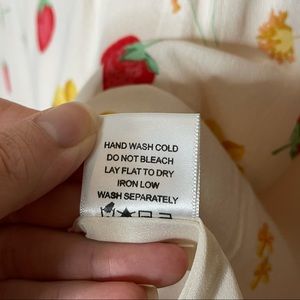 HAND WASH COLD
DO NOT BLEACH
LAY FLAT TO DRY
IRON LOW
WASH SEPARATELY